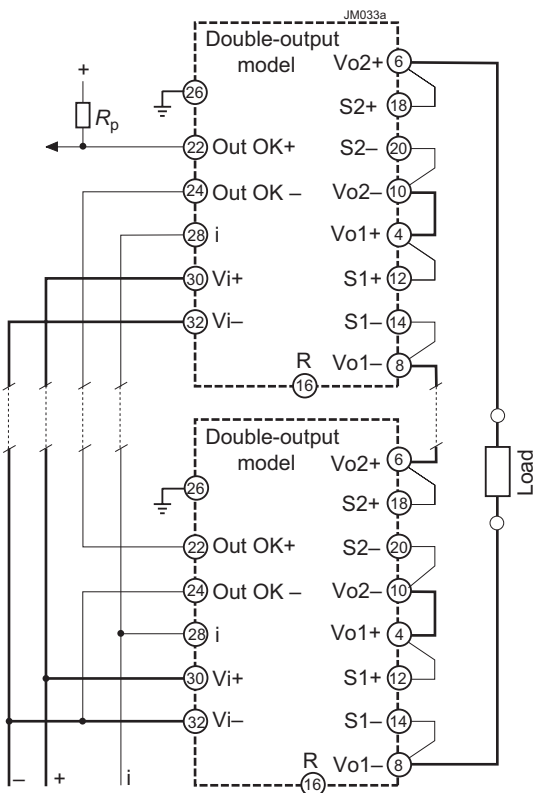 JM033a
Double-output
model
Vo2+
6
+
26
S2+
18
Rp
22
Out OK+
S2–
20
24
Out OK –
Vo2–
10
28
i
Vo1+
4
30
Vi+
S1+
12
32
Vi–
S1–
14
R
Vo1–
8
16
Double-output
model
Vo2+
6
Load
26
S2+
18
22
Out OK+
S2–
20
24
Out OK –
Vo2–
10
28
i
Vo1+
4
30
Vi+
S1+
12
32
Vi–
S1–
14
R
Vo1–
8
16
– + i